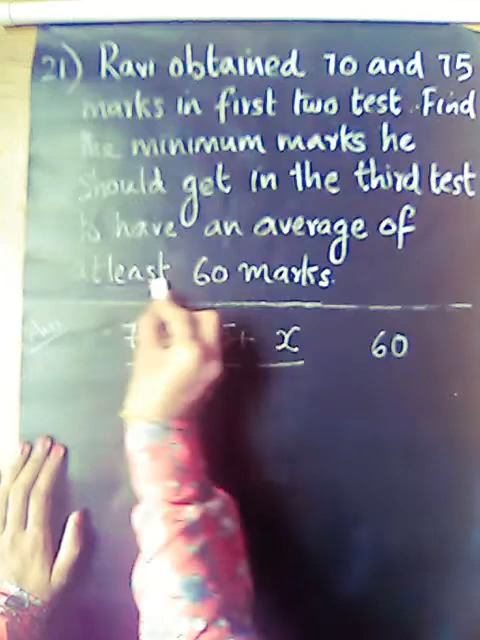 21) Ravi obtained 70 and 75
marks in first two test. Find
the minimum marks he
should get in the third test
to have an average of
atleast 60 marks.
x 60